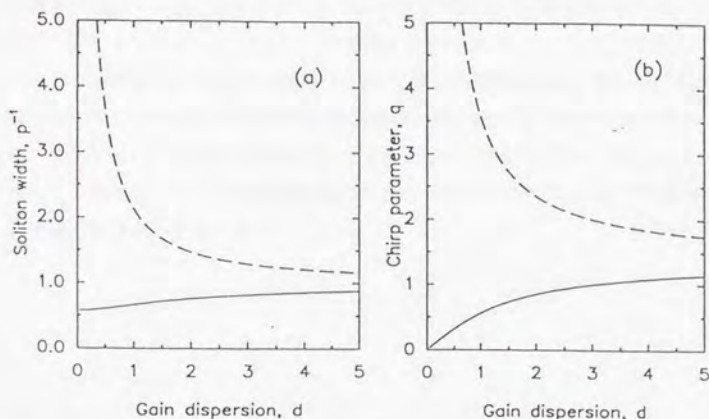 5.0
4.0
3.0
2.0
1.0
0.0
Soliton width, p⁻¹
(a)
0 1 2 3 4 5
Gain dispersion, d
5
4
3
2
1
0
Chirp parameter, q
(b)
0 1 2 3 4 5
Gain dispersion, d